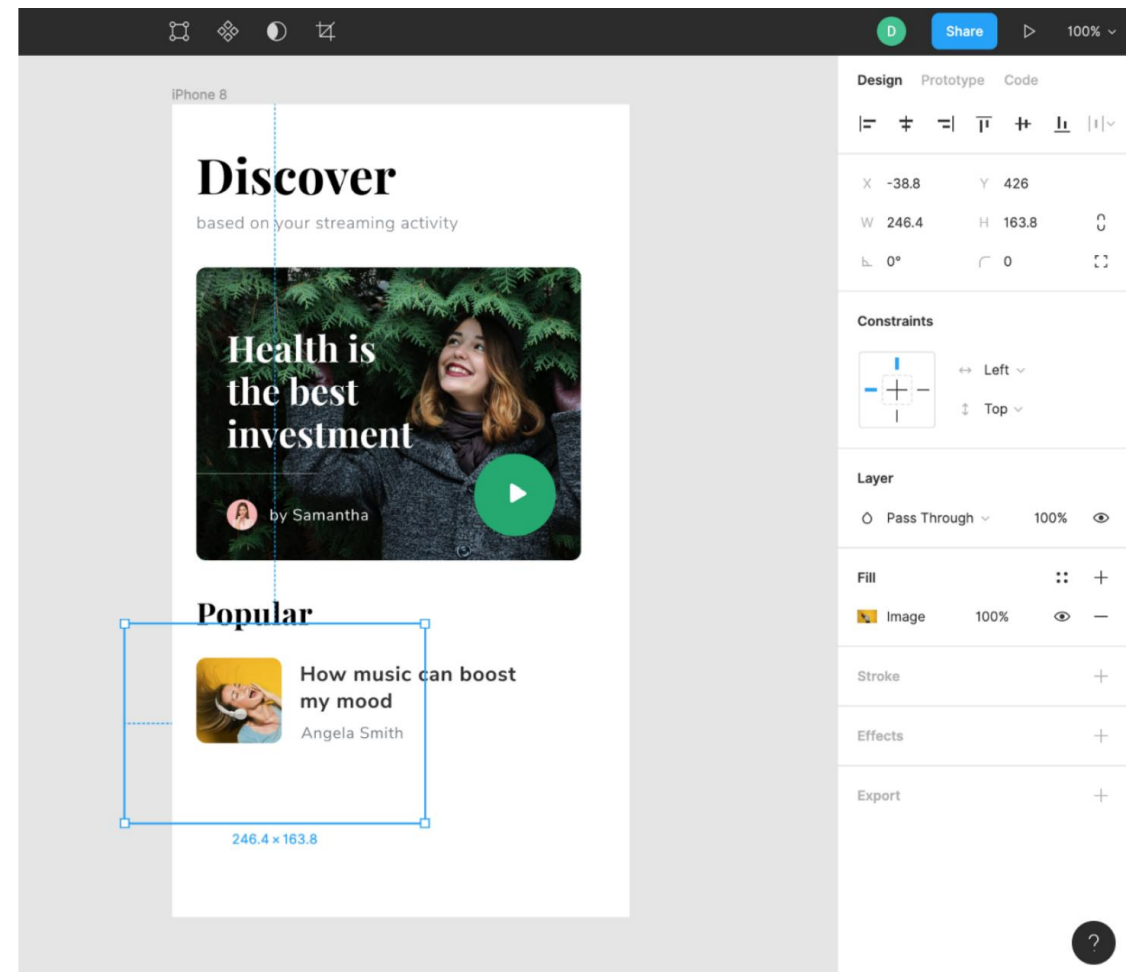 D Share 100%
Design Prototype Code
iPhone 8
Discover
based on your streaming activity
Health is
the best
investment
by Samantha
Popular
How music can boost
my mood
Angela Smith
246.4 × 163.8
X -38.8 Y 426
W 246.4 H 163.8
0° 0
Constraints
Left
Top
Layer
Pass Through 100%
Fill
Image 100%
Stroke
Effects
Export
?